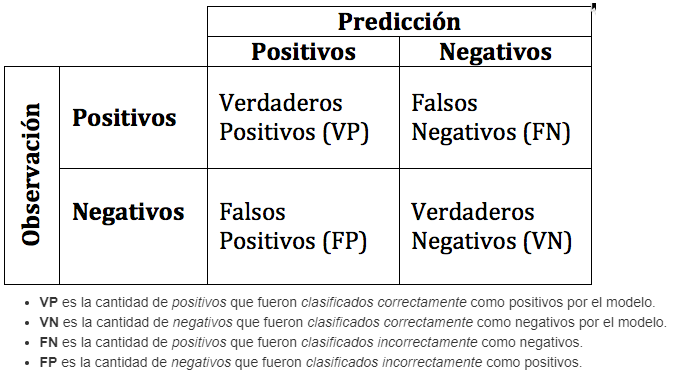 Predicción
Positivos Negativos
Observación
Positivos
Verdaderos
Positivos (VP)
Falsos
Negativos (FN)
Negativos
Falsos
Positivos (FP)
Verdaderos
Negativos (VN)
• VP es la cantidad de positivos que fueron clasificados correctamente como positivos por el modelo.
• VN es la cantidad de negativos que fueron clasificados correctamente como negativos por el modelo.
• FN es la cantidad de positivos que fueron clasificados incorrectamente como negativos.
• FP es la cantidad de negativos que fueron clasificados incorrectamente como positivos.